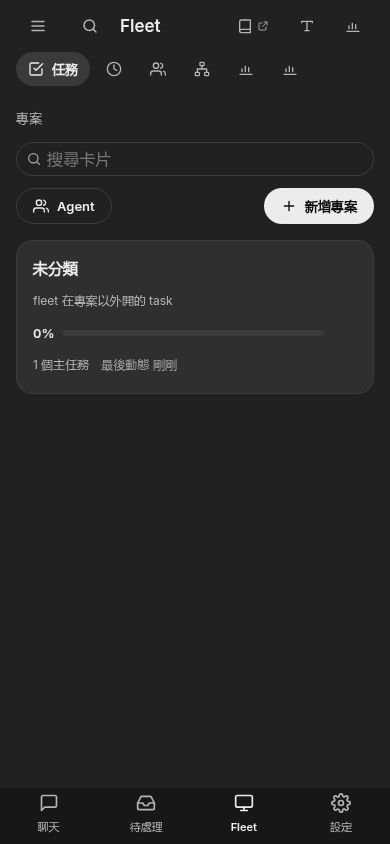 Fleet
任務
專案
搜尋卡片
Agent
新增專案
未分類
fleet 在專案以外開的 task
0%
1 個主任務 最後動態 剛剛
聊天 待處理 Fleet 設定